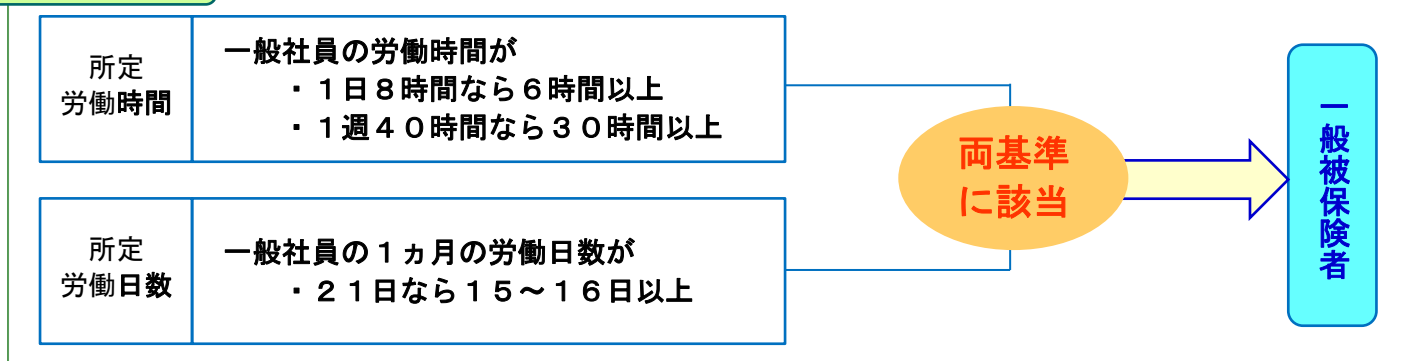 所定
労働時間
一般社員の労働時間が
・１日８時間なら６時間以上
・１週４０時間なら３０時間以上
所定
労働日数
一般社員の１ヵ月の労働日数が
・２１日なら１５～１６日以上
両基準
に該当
一般被保険者